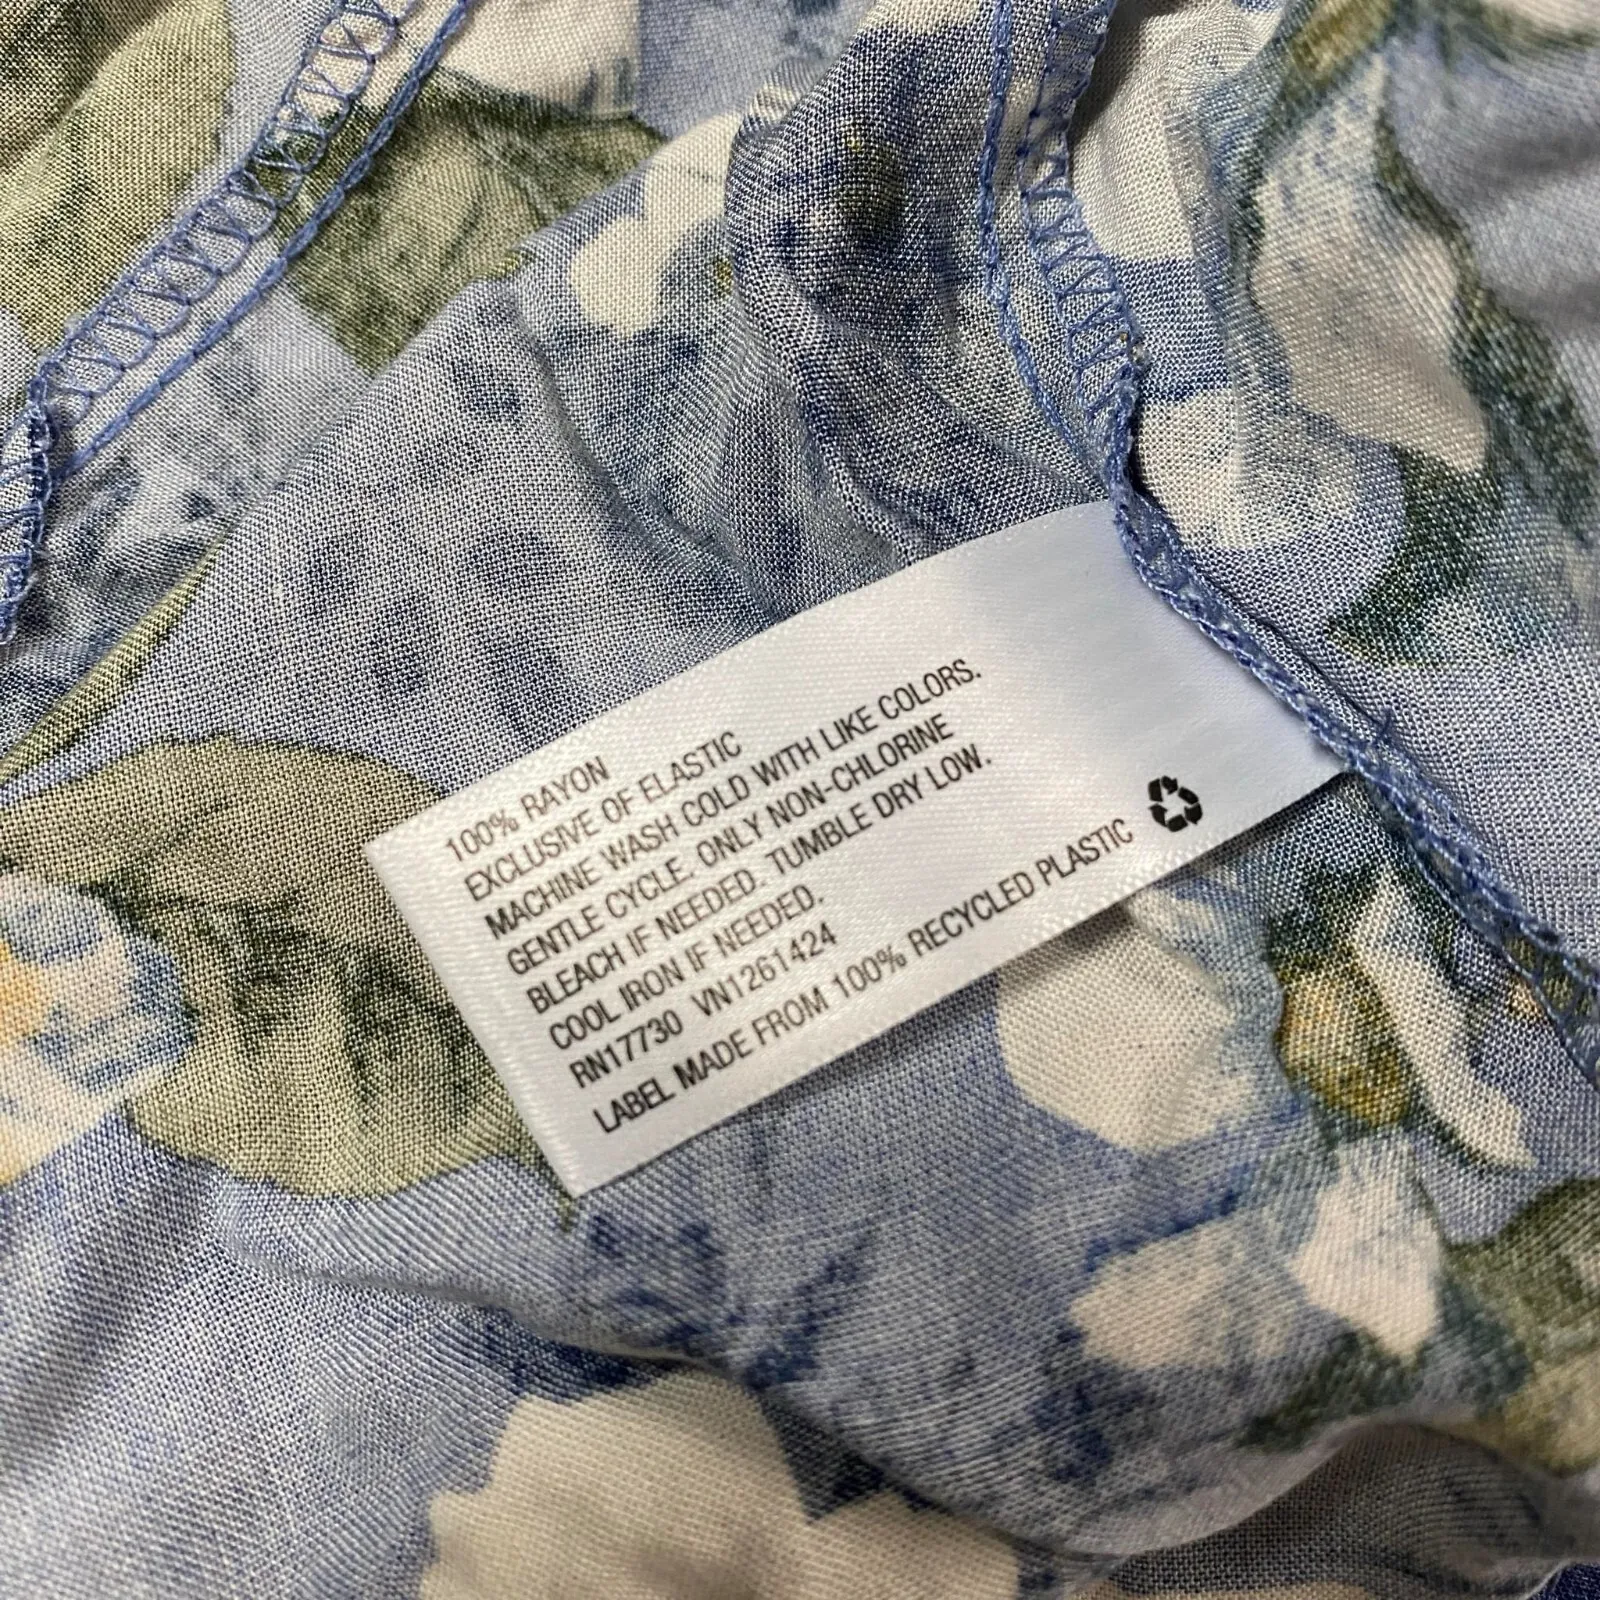 100% RAYON
EXCLUSIVE OF ELASTIC
MACHINE WASH COLD WITH LIKE COLORS.
GENTLE CYCLE. ONLY NON-CHLORINE
BLEACH IF NEEDED. TUMBLE DRY LOW.
COOL IRON IF NEEDED.
RN17730 VN1261424
LABEL MADE FROM 100% RECYCLED PLASTIC